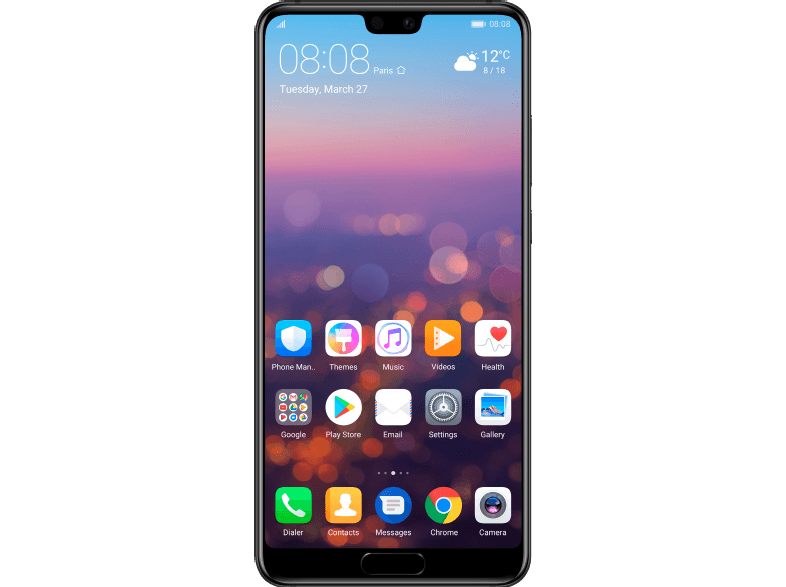 08:08
08:08 Paris
12°C
8 / 18
Tuesday, March 27
Phone Man.. Themes Music Videos Health
Google Play Store Email Settings Gallery
Dialer Contacts Messages Chrome Camera